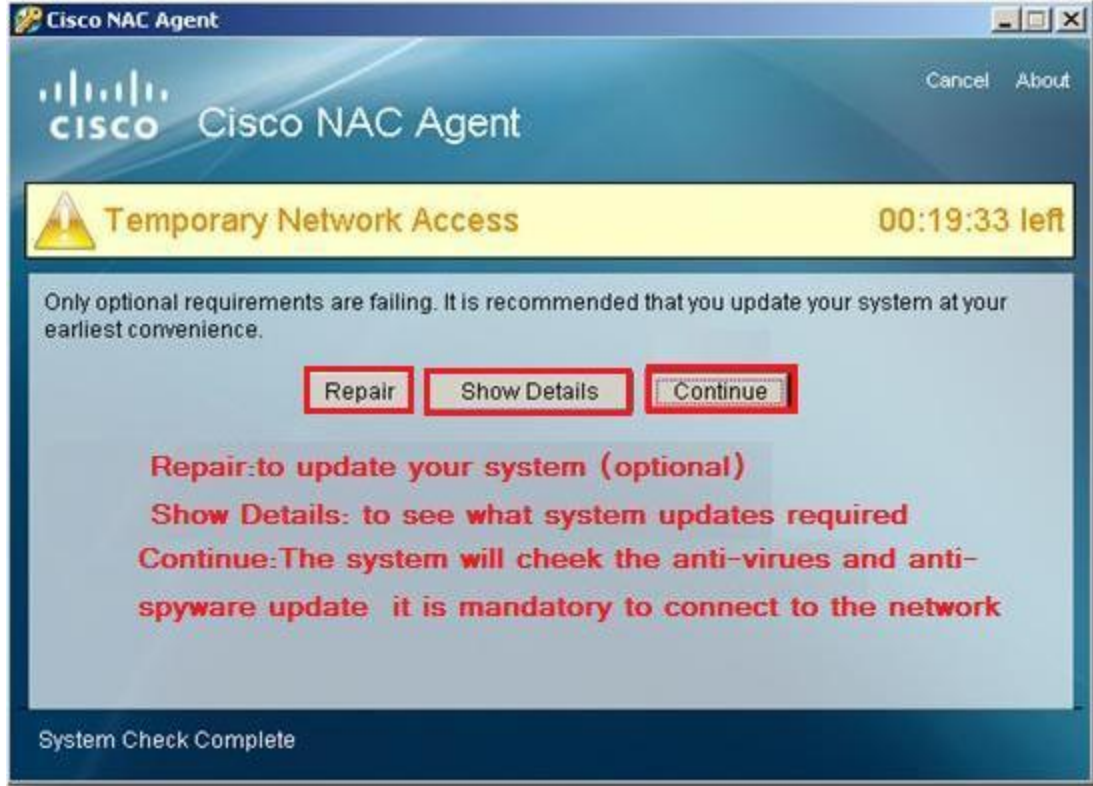 Cisco NAC Agent
Cancel About
CISCO Cisco NAC Agent
Temporary Network Access 00:19:33 left
Only optional requirements are failing. It is recommended that you update your system at your
earliest convenience.
Repair Show Details Continue
Repair:to update your system (optional)
Show Details: to see what system updates required
Continue:The system will cheek the anti-virues and anti-
spyware update it is mandatory to connect to the network
System Check Complete